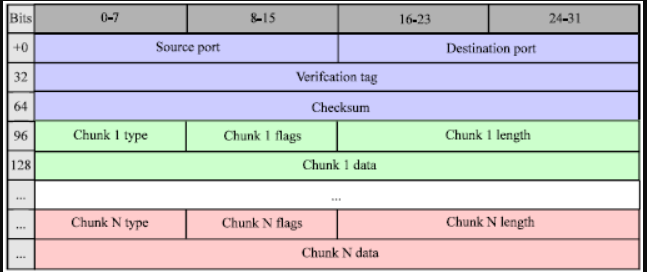 Bits 0-7 8-15 16-23 24-31
+0 Source port Destination port
32 Verifcation tag
64 Checksum
96 Chunk 1 type Chunk 1 flags Chunk 1 length
128 Chunk 1 data
... ...
... Chunk N type Chunk N flags Chunk N length
... Chunk N data